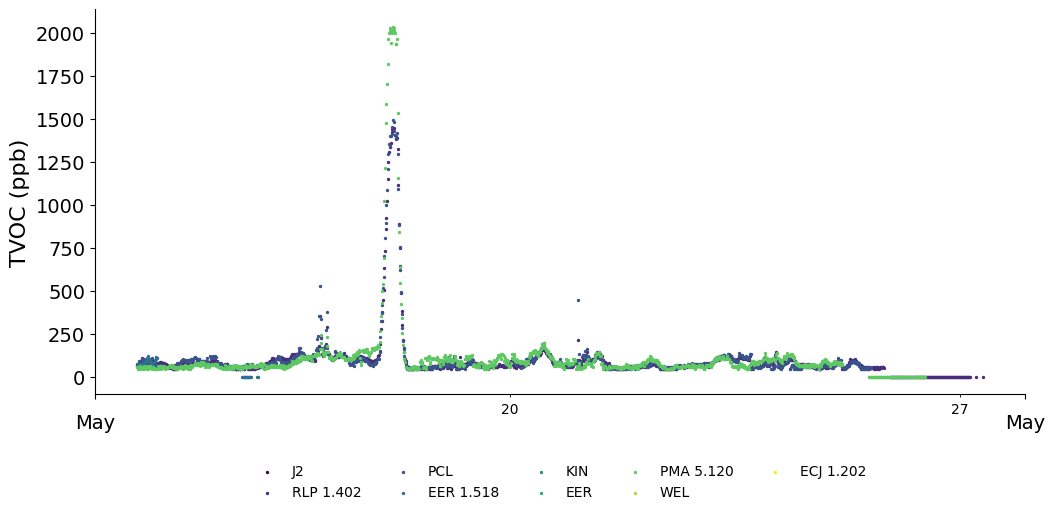 TVOC (ppb)
2000
1750
1500
1250
1000
750
500
250
0
20
27
May
May
J2
PCL
KIN
PMA 5.120
ECJ 1.202
RLP 1.402
EER 1.518
EER
WEL